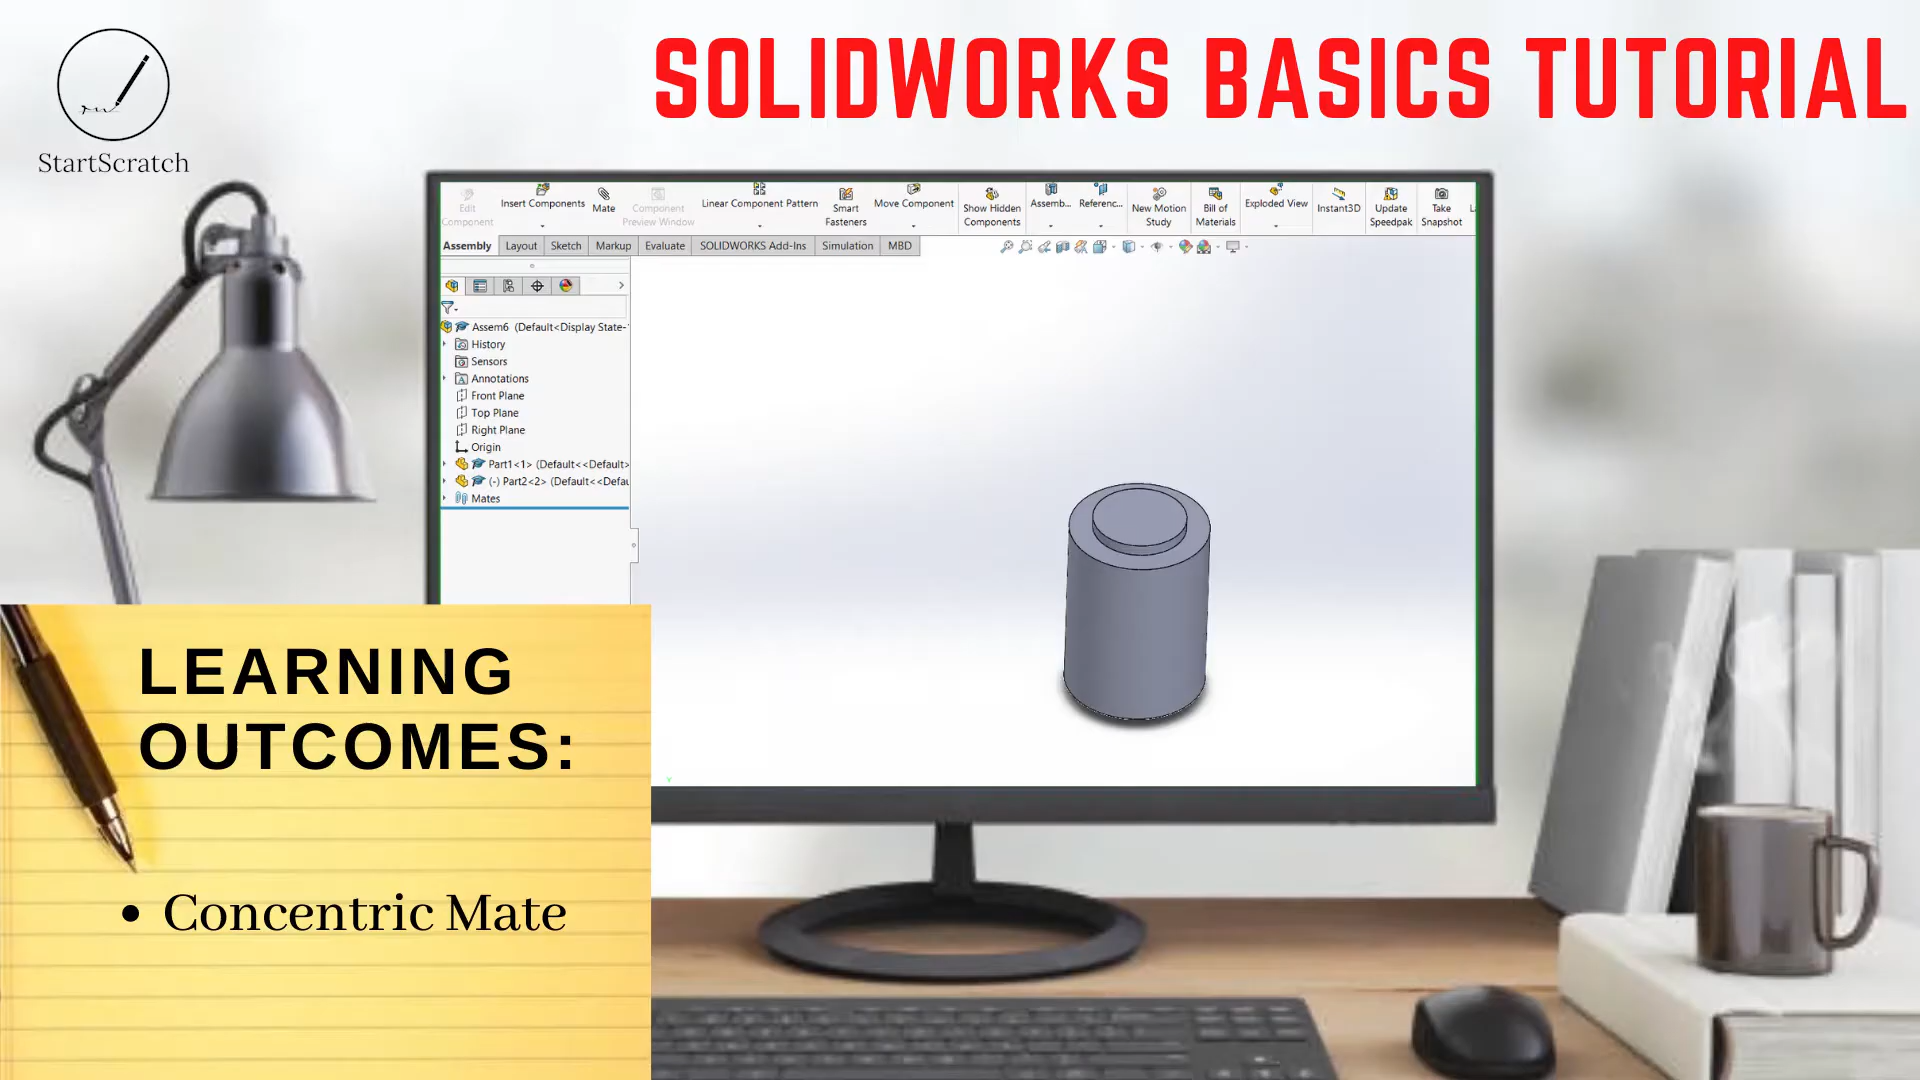 StartScratch
SOLIDWORKS BASICS TUTORIAL
Edit Component
Insert Components
Mate
Component Preview Window
Linear Component Pattern
Smart Fasteners
Move Component
Show Hidden Components
Assemb...
Referenc...
New Motion Study
Bill of Materials
Exploded View
Instant3D
Update Speedpak
Take Snapshot
Assembly Layout Sketch Markup Evaluate SOLIDWORKS Add-Ins Simulation MBD
Assem6 (Default<Display State-
History
Sensors
Annotations
Front Plane
Top Plane
Right Plane
Origin
Part1<1> (Default<<Default>
(-) Part2<2> (Default<<Defau
Mates
LEARNING
OUTCOMES:
• Concentric Mate